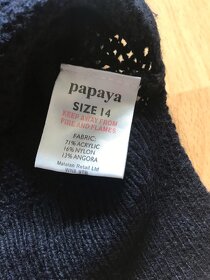 papaya
SIZE 14
KEEP AWAY FROM
FIRE AND FLAMES
FABRIC:
71% ACRYLIC
16% NYLON
13% ANGORA
Matalan Retail Ltd